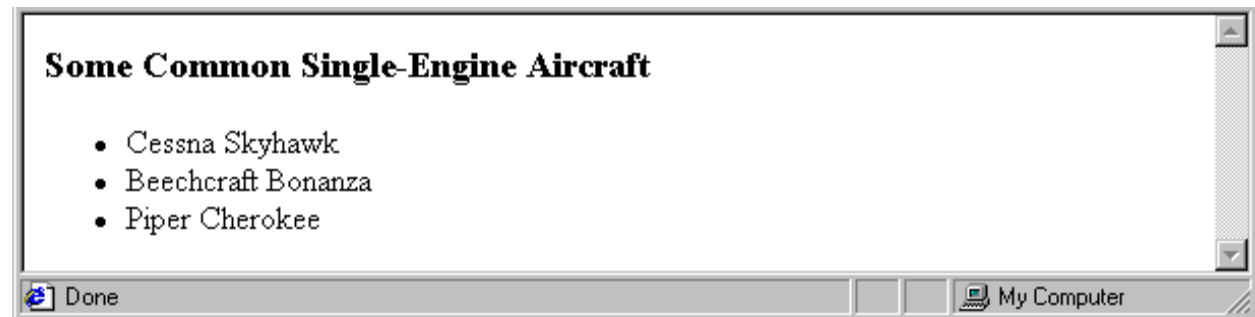 Some Common Single-Engine Aircraft
Cessna Skyhawk
Beechcraft Bonanza
Piper Cherokee
Done My Computer